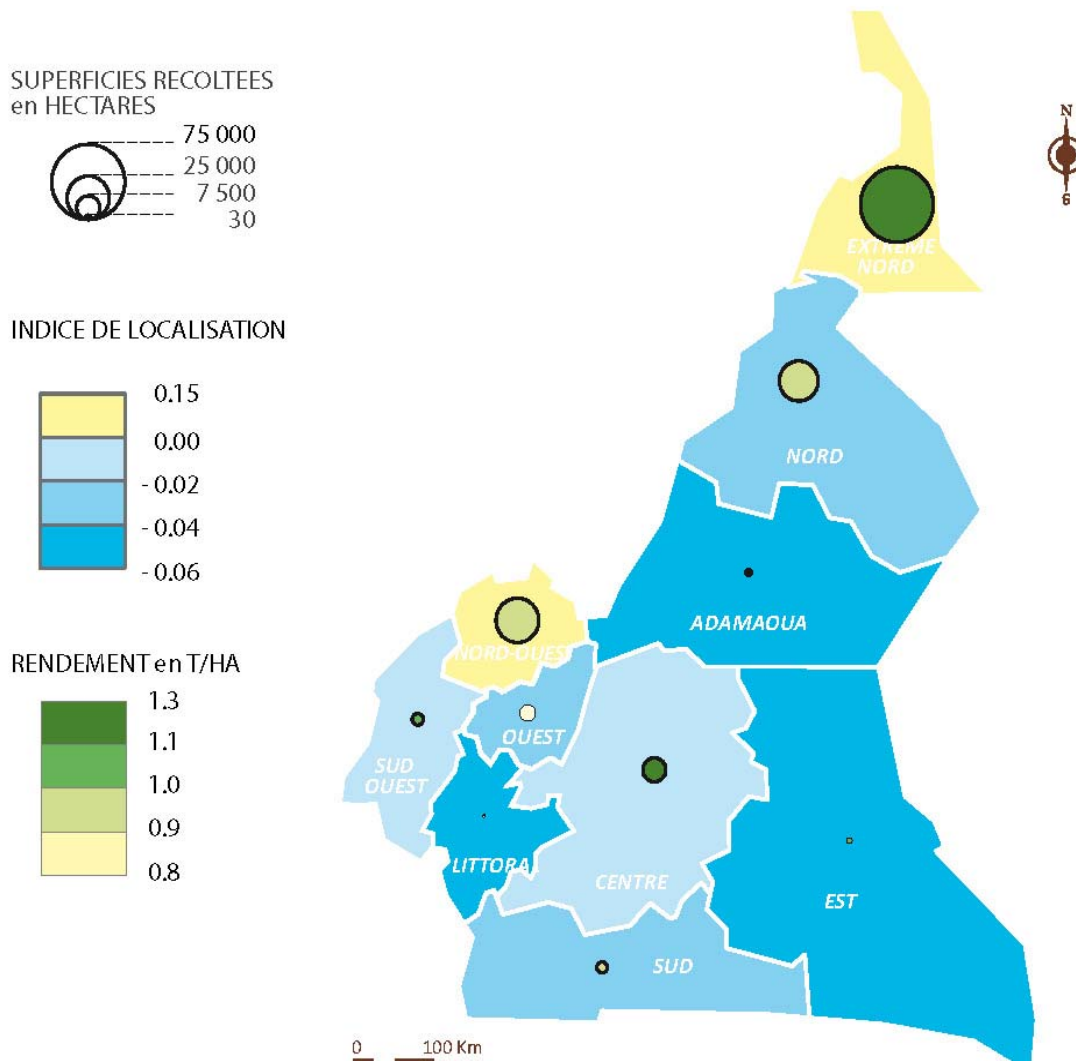 SUPERFICIES RECOLTEES
en HECTARES
75 000
25 000
7 500
30
INDICE DE LOCALISATION
0.15
0.00
- 0.02
- 0.04
- 0.06
RENDEMENT en T/HA
1.3
1.1
1.0
0.9
0.8
N
S
EXTREME
NORD
NORD
ADAMAOUA
NORD-OUEST
OUEST
SUD
OUEST
LITTORAL
CENTRE
EST
SUD
0 100 Km